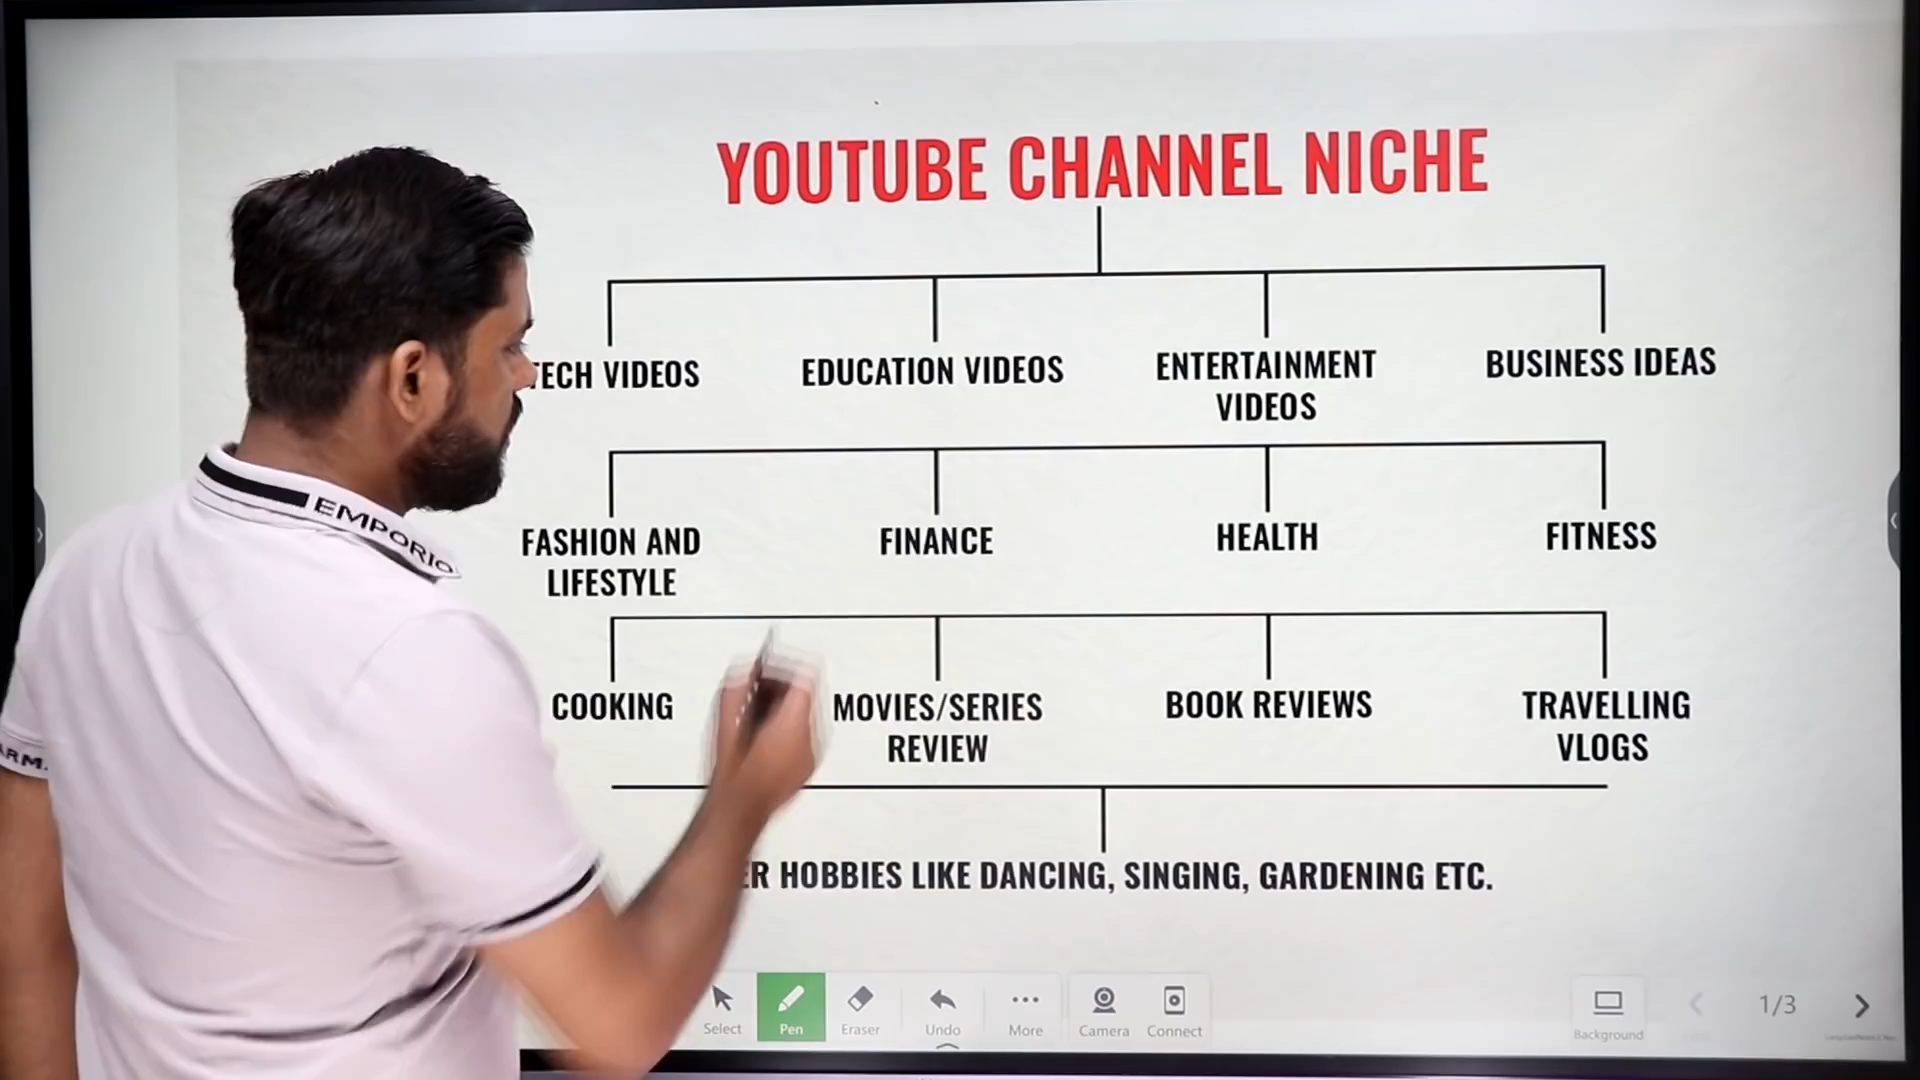 YOUTUBE CHANNEL NICHE
TECH VIDEOS
EDUCATION VIDEOS
ENTERTAINMENT
VIDEOS
BUSINESS IDEAS
FASHION AND
LIFESTYLE
FINANCE
HEALTH
FITNESS
COOKING
MOVIES/SERIES
REVIEW
BOOK REVIEWS
TRAVELLING
VLOGS
HOBBIES LIKE DANCING, SINGING, GARDENING ETC.
EMPORIO
ARM
Select
Pen
Eraser
Undo
More
Camera
Connect
Background
1/3